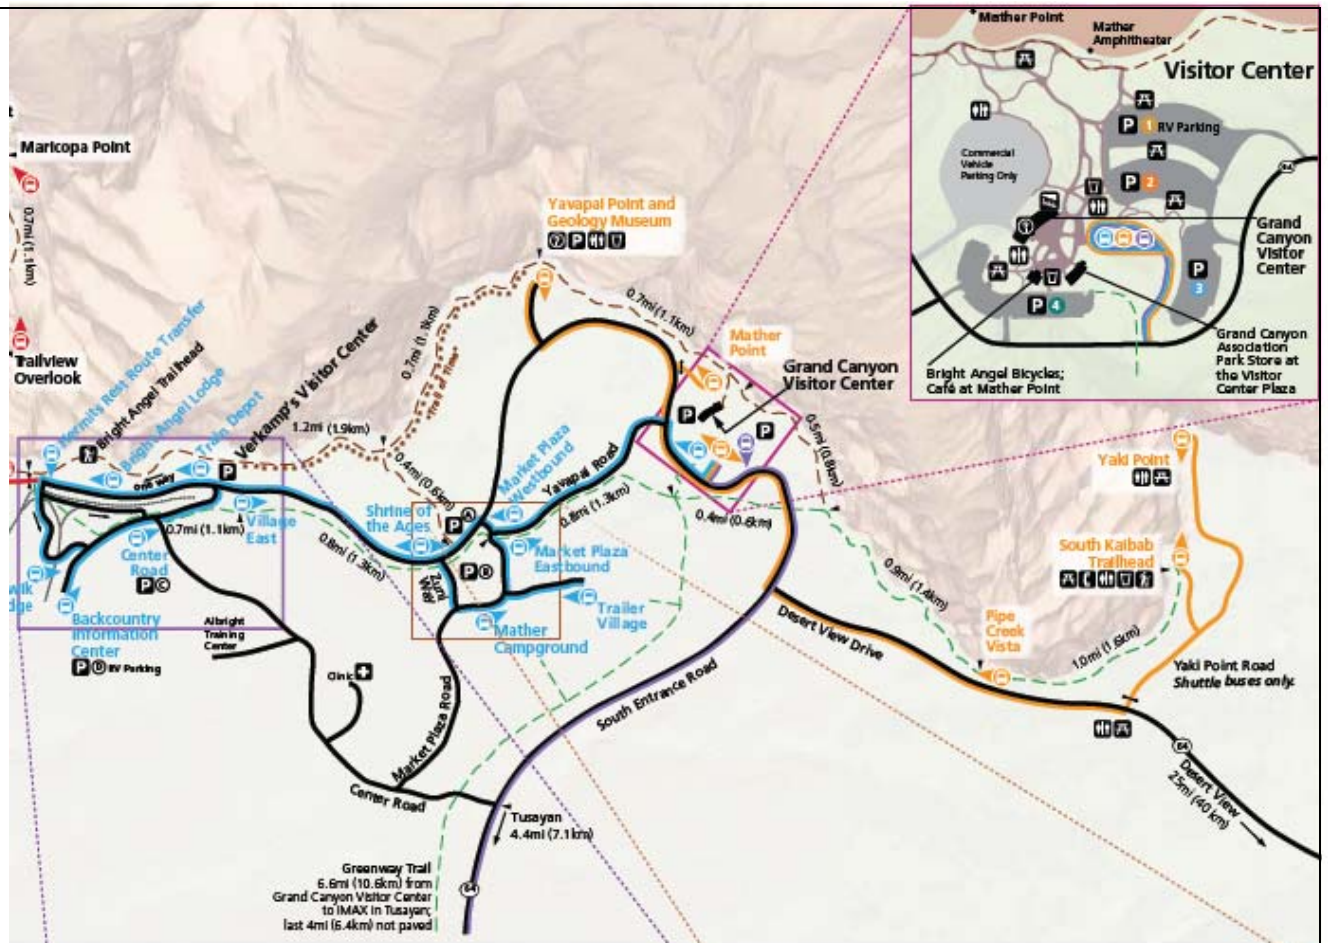 Mather Point
Mather
Amphitheater
Visitor Center
P 1 RV Parking
Commercial
Vehicle
Parking Only
P 2
64
Grand
Canyon
Visitor
Center
P
3
P 4
Grand Canyon
Association
Park Store at
the Visitor
Center Plaza
Bright Angel Bicycles;
Café at Mather Point
Maricopa Point
0.7mi (1.1km)
Trailview
Overlook
Yavapai Point and
Geology Museum
P
0.7mi (1.1km)
0.7mi (1.1km)
Trail of Time
Mather
Point
Grand Canyon
Visitor Center
P
P
0.5mi (0.8km)
Hermits Rest Route Transfer
Bright Angel Trailhead
Bright Angel Lodge
Train Depot
Verkamp's Visitor Center
P
1.2mi (1.9km)
0.4mi (0.6km)
One way
Market Plaza
Westbound
Yavapai Road
0.8mi (1.3km)
Shrine of
the Ages
P A
Village
East
0.7mi (1.1km)
0.8mi (1.3km)
Center
Road
P C
P B
Zuni
Way
Market Plaza
Eastbound
0.4mi (0.6km)
Yaki Point
South Kaibab
Trailhead
0.9mi (1.4km)
Backcountry
Information
Center
P D RV Parking
Albright
Training
Center
Mather
Campground
Trailer
Village
Desert View Drive
Pipe
Creek
Vista
1.0mi (1.6km)
Yaki Point Road
Shuttle buses only.
Clinic
Market Plaza Road
South Entrance Road
Center Road
64
Desert View
25mi (40 km)
Tusayan
4.4mi (7.1km)
Greenway Trail
6.6mi (10.6km) from
Grand Canyon Visitor Center
to IMAX in Tusayan;
last 4mi (6.4km) not paved
64